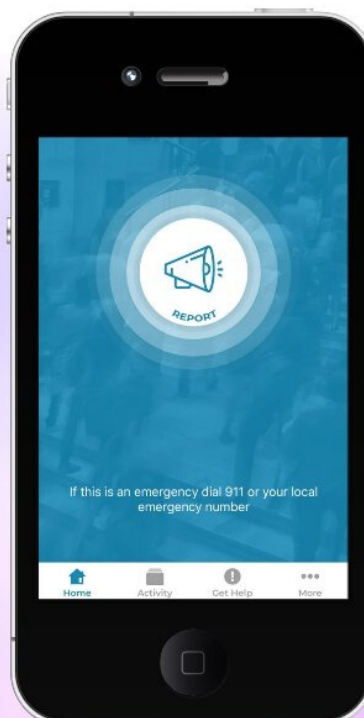 REPORT
If this is an emergency dial 911 or your local
emergency number
Home
Activity
Get Help
More